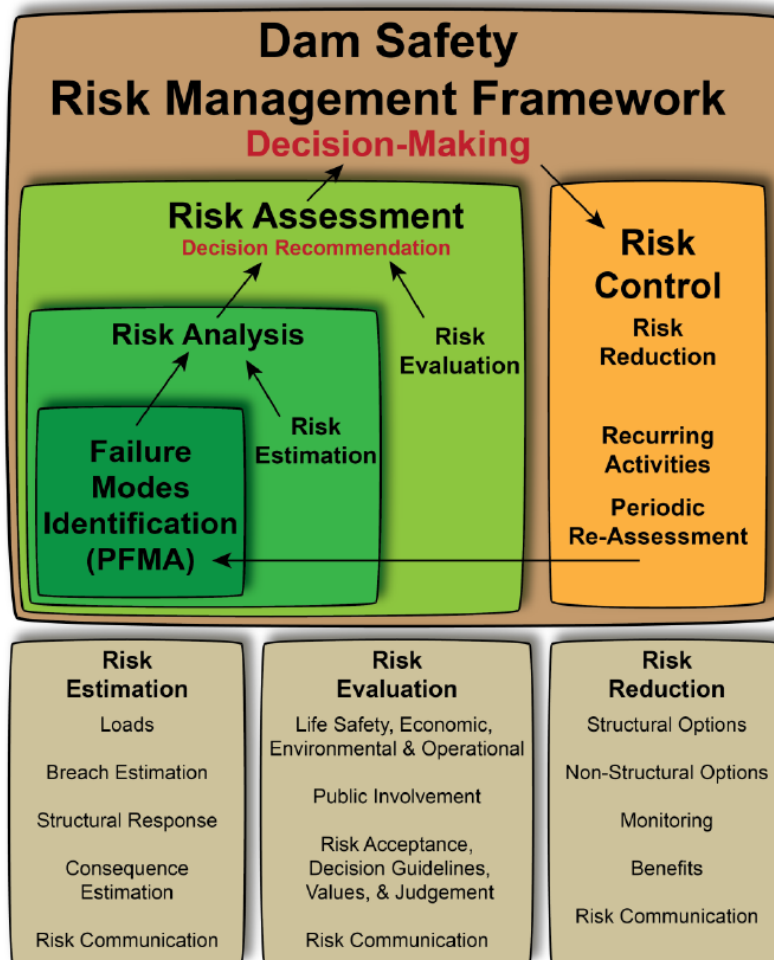 Dam Safety
Risk Management Framework
Decision-Making
Risk Assessment
Decision Recommendation
Risk Analysis
Risk
Evaluation
Risk
Estimation
Failure
Modes
Identification
(PFMA)
Risk
Control
Risk
Reduction
Recurring
Activities
Periodic
Re-Assessment
Risk
Estimation
Loads
Breach Estimation
Structural Response
Consequence
Estimation
Risk Communication
Risk
Evaluation
Life Safety, Economic,
Environmental & Operational
Public Involvement
Risk Acceptance,
Decision Guidelines,
Values, & Judgement
Risk Communication
Risk
Reduction
Structural Options
Non-Structural Options
Monitoring
Benefits
Risk Communication